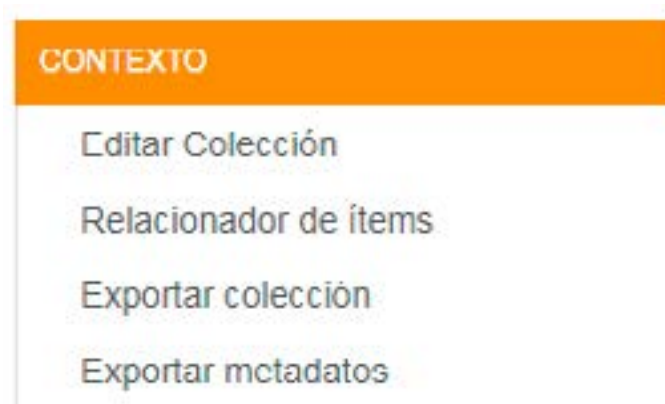 CONTEXTO
Editar Colección
Relacionador de ítems
Exportar colección
Exportar metadatos